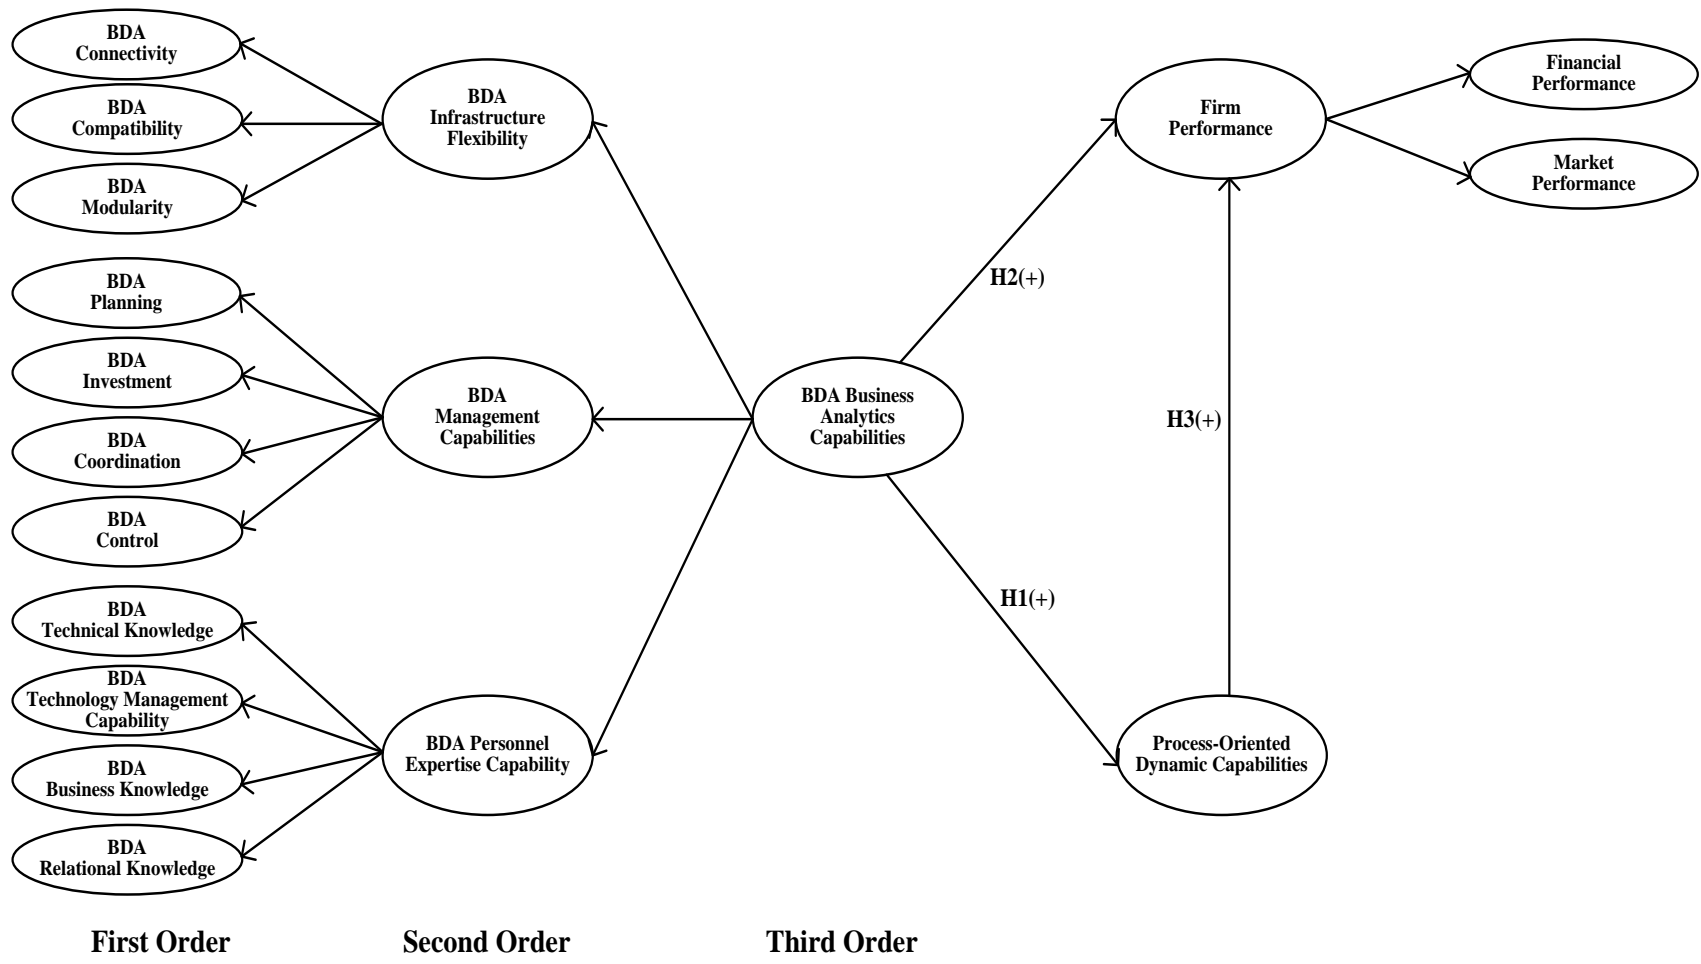 BDA
Connectivity
BDA
Compatibility
BDA
Modularity
BDA
Planning
BDA
Investment
BDA
Coordination
BDA
Control
BDA
Technical Knowledge
BDA
Technology Management
Capability
BDA
Business Knowledge
BDA
Relational Knowledge
BDA
Infrastructure
Flexibility
BDA
Management
Capabilities
BDA Personnel
Expertise Capability
BDA Business
Analytics
Capabilities
H2(+)
H1(+)
H3(+)
Firm
Performance
Process-Oriented
Dynamic Capabilities
Financial
Performance
Market
Performance
First Order
Second Order
Third Order